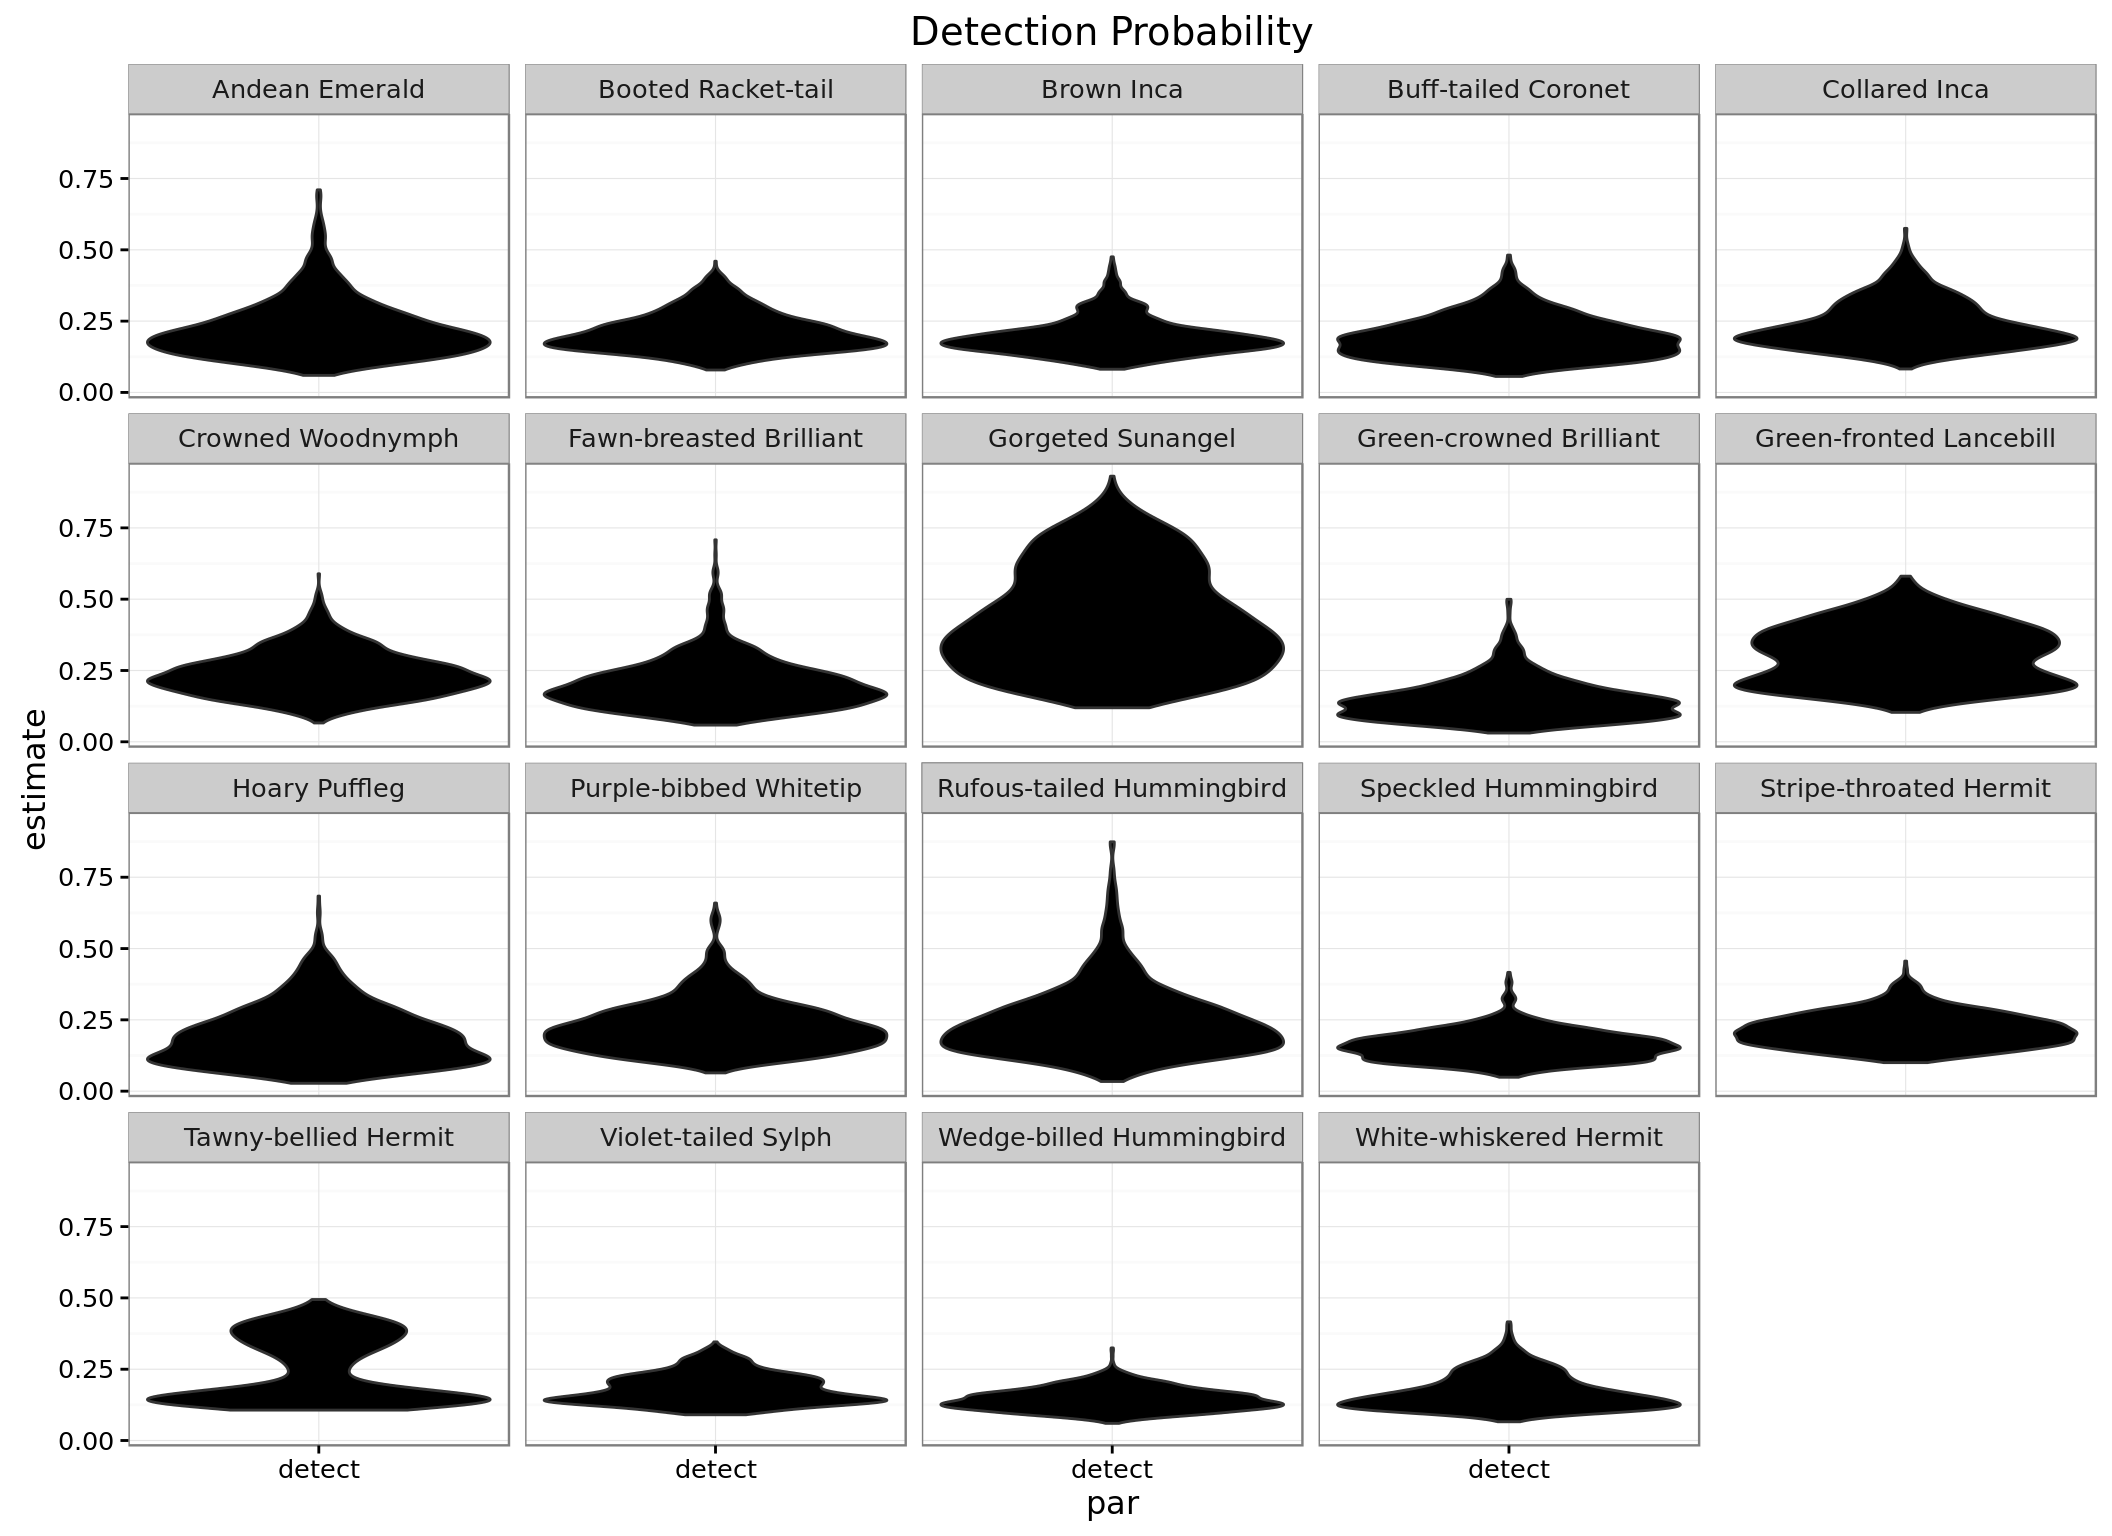 Detection Probability
Andean Emerald
Booted Racket-tail
Brown Inca
Buff-tailed Coronet
Collared Inca
0.75
0.50
0.25
0.00
Crowned Woodnymph
Fawn-breasted Brilliant
Gorgeted Sunangel
Green-crowned Brilliant
Green-fronted Lancebill
0.75
0.50
0.25
0.00
estimate
Hoary Puffleg
Purple-bibbed Whitetip
Rufous-tailed Hummingbird
Speckled Hummingbird
Stripe-throated Hermit
0.75
0.50
0.25
0.00
Tawny-bellied Hermit
Violet-tailed Sylph
Wedge-billed Hummingbird
White-whiskered Hermit
0.75
0.50
0.25
0.00
detect
detect
detect
detect
par